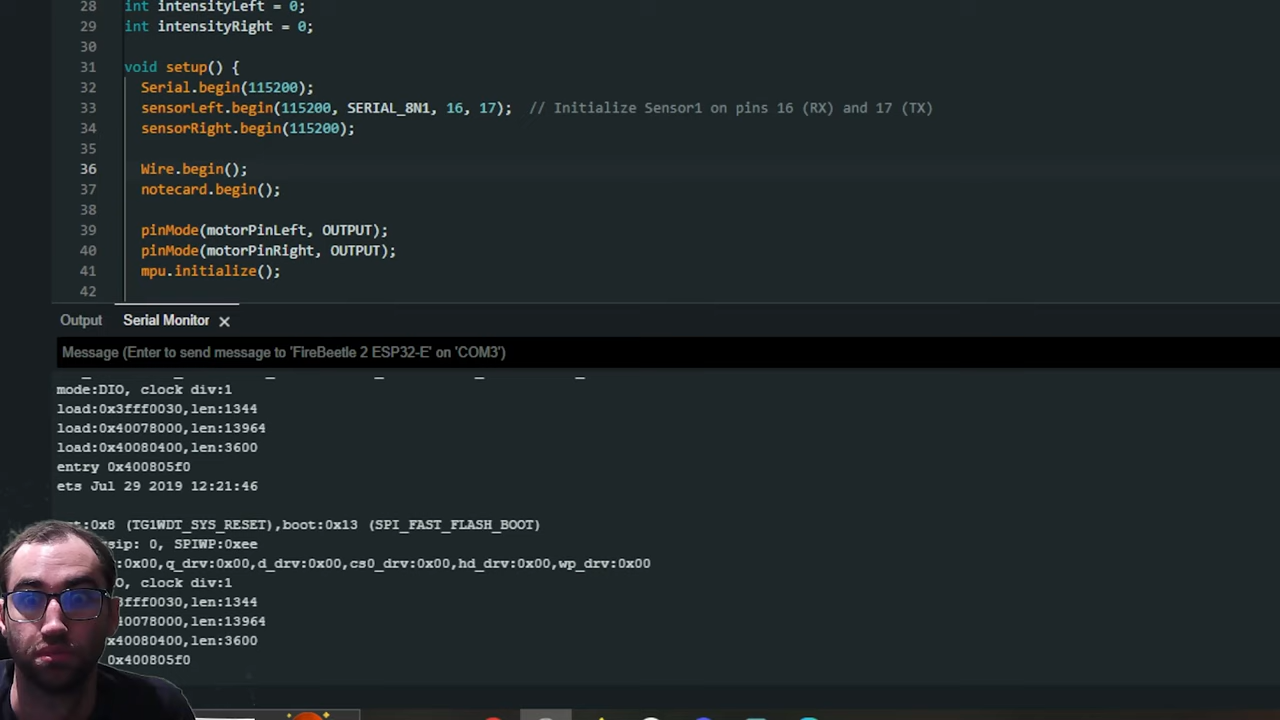 28 int intensityLeft = 0;
29 int intensityRight = 0;
30
31 void setup() {
32 Serial.begin(115200);
33 sensorLeft.begin(115200, SERIAL_8N1, 16, 17); // Initialize Sensor1 on pins 16 (RX) and 17 (TX)
34 sensorRight.begin(115200);
35
36 Wire.begin();
37 notecard.begin();
38
39 pinMode(motorPinLeft, OUTPUT);
40 pinMode(motorPinRight, OUTPUT);
41 mpu.initialize();
42
Output Serial Monitor
Message (Enter to send message to 'FireBeetle 2 ESP32-E' on 'COM3')
mode:DIO, clock div:1
load:0x3fff0030,len:1344
load:0x40078000,len:13964
load:0x40080400,len:3600
entry 0x400805f0
ets Jul 29 2019 12:21:46
t:0x8 (TG1WDT_SYS_RESET),boot:0x13 (SPI_FAST_FLASH_BOOT)
sip: 0, SPIWP:0xee
:0x00,q_drv:0x00,d_drv:0x00,cs0_drv:0x00,hd_drv:0x00,wp_drv:0x00
O, clock div:1
3fff0030,len:1344
40078000,len:13964
x40080400,len:3600
0x400805f0